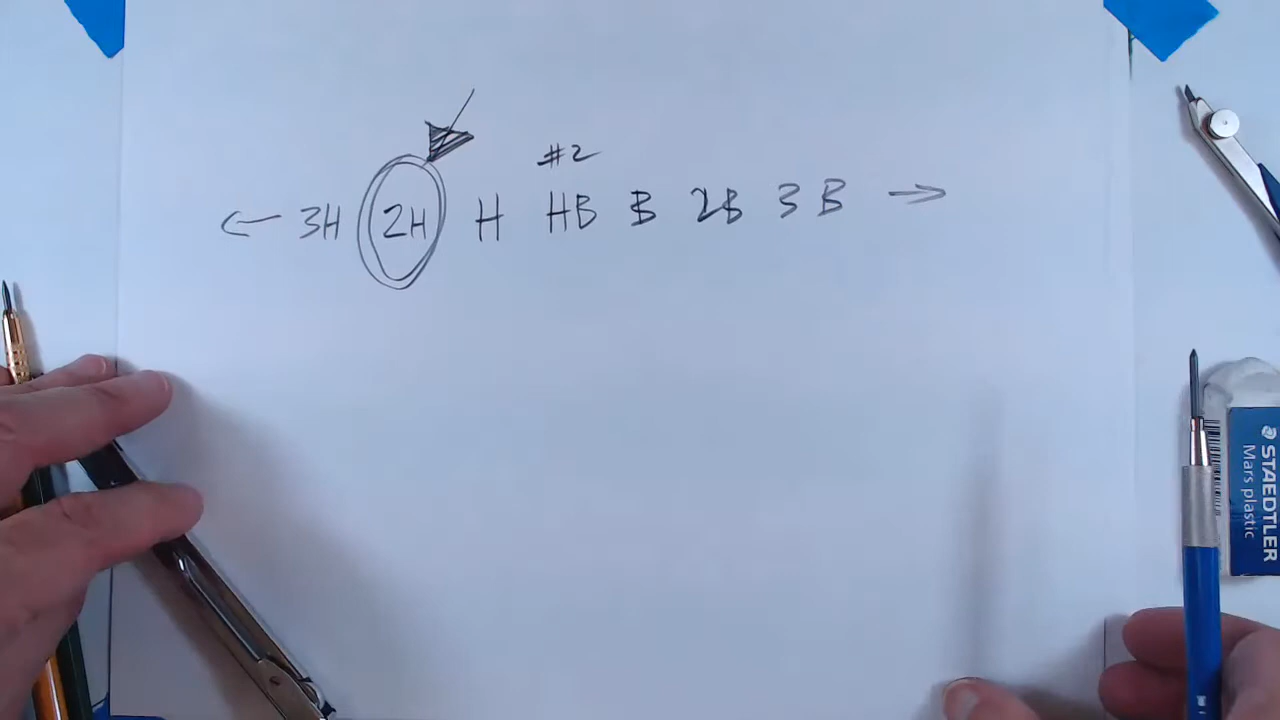 #2
← 3H 2H H HB B 2B 3B →
STAEDTLER
Mars plastic